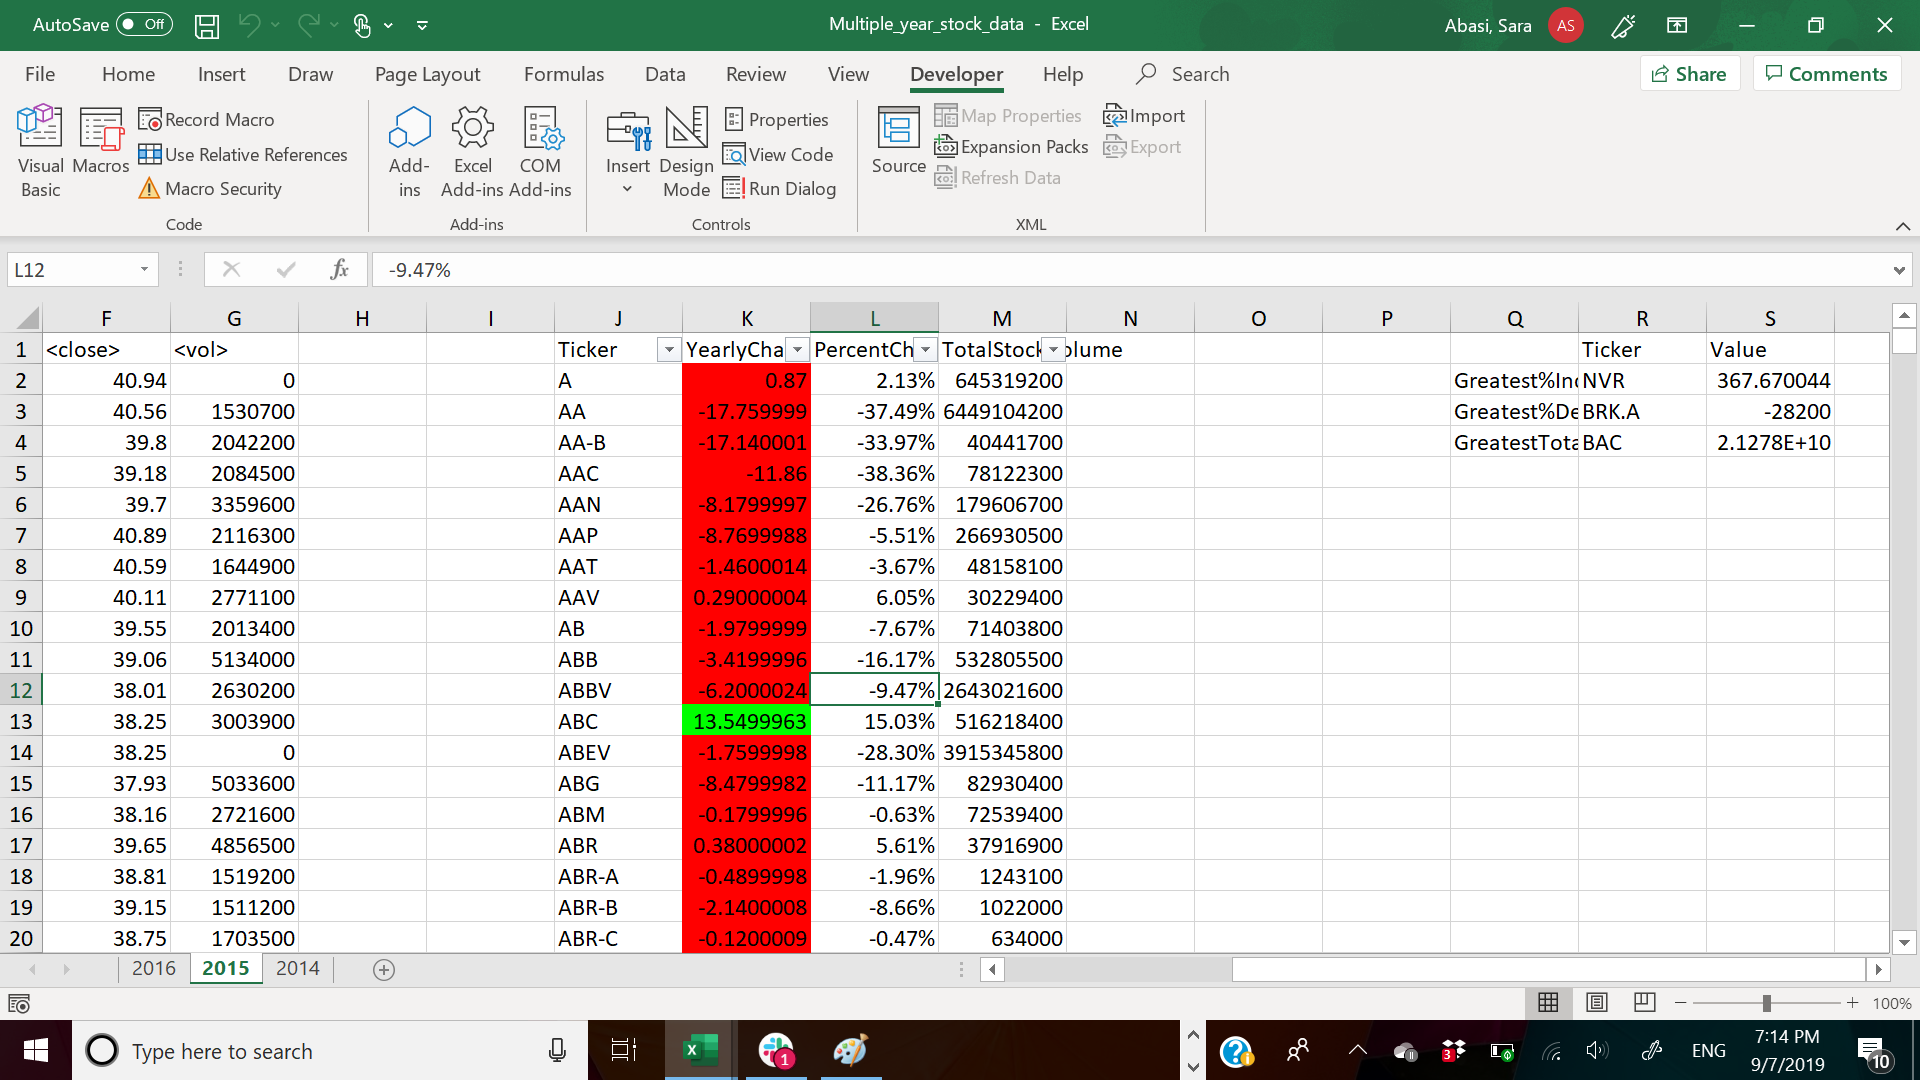 AutoSave Off Multiple_year_stock_data - Excel Abasi, Sara AS
File Home Insert Draw Page Layout Formulas Data Review View Developer Help Search Share Comments
Visual Basic
Macros
Record Macro
Use Relative References
Macro Security
Code
Add-ins
Excel Add-ins
COM Add-ins
Add-ins
Insert
Design Mode
Properties
View Code
Run Dialog
Controls
Source
Map Properties
Expansion Packs
Refresh Data
Import
Export
XML
L12 fx -9.47%
F G H I J K L M N O P Q R S
1 <close> <vol> Ticker YearlyCha PercentCh TotalStock olume Ticker Value
2 40.94 0 A 0.87 2.13% 645319200 Greatest%Inc NVR 367.670044
3 40.56 1530700 AA -17.759999 -37.49% 6449104200 Greatest%De BRK.A -28200
4 39.8 2042200 AA-B -17.140001 -33.97% 40441700 GreatestTota BAC 2.1278E+10
5 39.18 2084500 AAC -11.86 -38.36% 78122300
6 39.7 3359600 AAN -8.1799997 -26.76% 179606700
7 40.89 2116300 AAP -8.7699988 -5.51% 266930500
8 40.59 1644900 AAT -1.4600014 -3.67% 48158100
9 40.11 2771100 AAV 0.29000004 6.05% 30229400
10 39.55 2013400 AB -1.9799999 -7.67% 71403800
11 39.06 5134000 ABB -3.4199996 -16.17% 532805500
12 38.01 2630200 ABBV -6.2000024 -9.47% 2643021600
13 38.25 3003900 ABC 13.5499963 15.03% 516218400
14 38.25 0 ABEV -1.7599998 -28.30% 3915345800
15 37.93 5033600 ABG -8.4799982 -11.17% 82930400
16 38.16 2721600 ABM -0.1799996 -0.63% 72539400
17 39.65 4856500 ABR 0.38000002 5.61% 37916900
18 38.81 1519200 ABR-A -0.4899998 -1.96% 1243100
19 39.15 1511200 ABR-B -2.1400008 -8.66% 1022000
20 38.75 1703500 ABR-C -0.1200009 -0.47% 634000
2016 2015 2014
100%
Type here to search 1 3 ENG 7:14 PM 10
9/7/2019